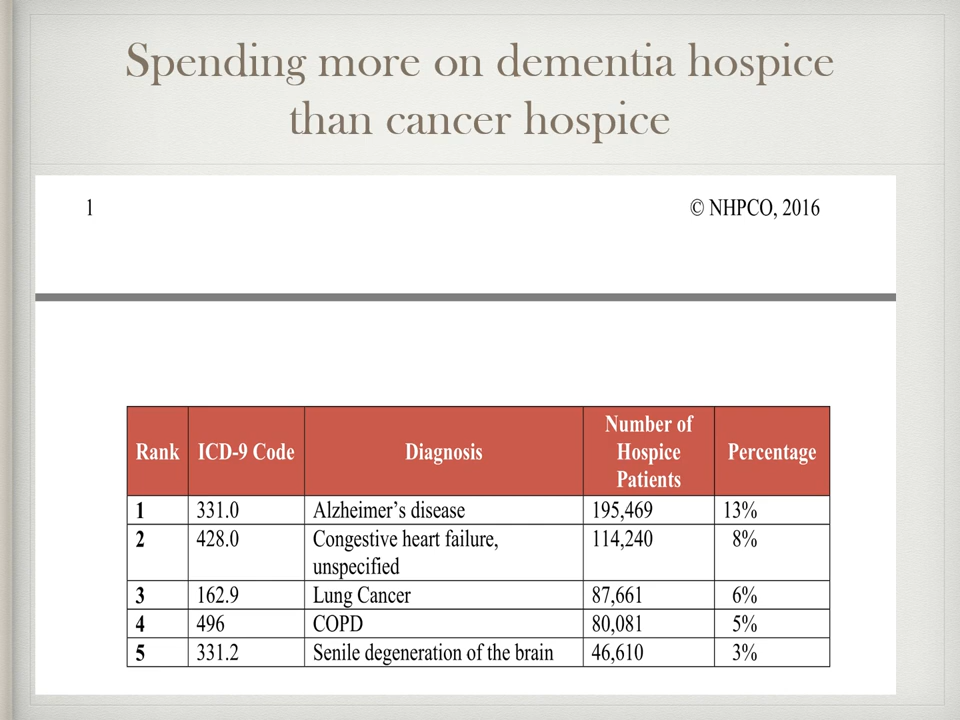 Spending more on dementia hospice
than cancer hospice
1 © NHPCO, 2016
Rank ICD-9 Code Diagnosis Number of Hospice Patients Percentage
1 331.0 Alzheimer's disease 195,469 13%
2 428.0 Congestive heart failure, 114,240 8%
unspecified
3 162.9 Lung Cancer 87,661 6%
4 496 COPD 80,081 5%
5 331.2 Senile degeneration of the brain 46,610 3%